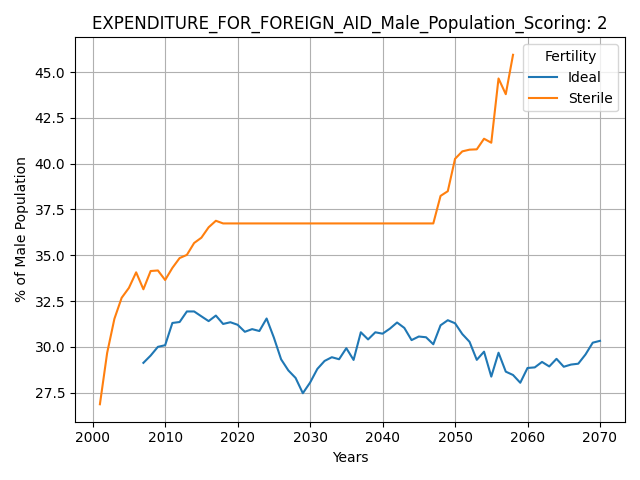 EXPENDITURE_FOR_FOREIGN_AID_Male_Population_Scoring: 2
Fertility
Ideal
Sterile
45.0
42.5
40.0
37.5
35.0
32.5
30.0
27.5
% of Male Population
2000 2010 2020 2030 2040 2050 2060 2070
Years